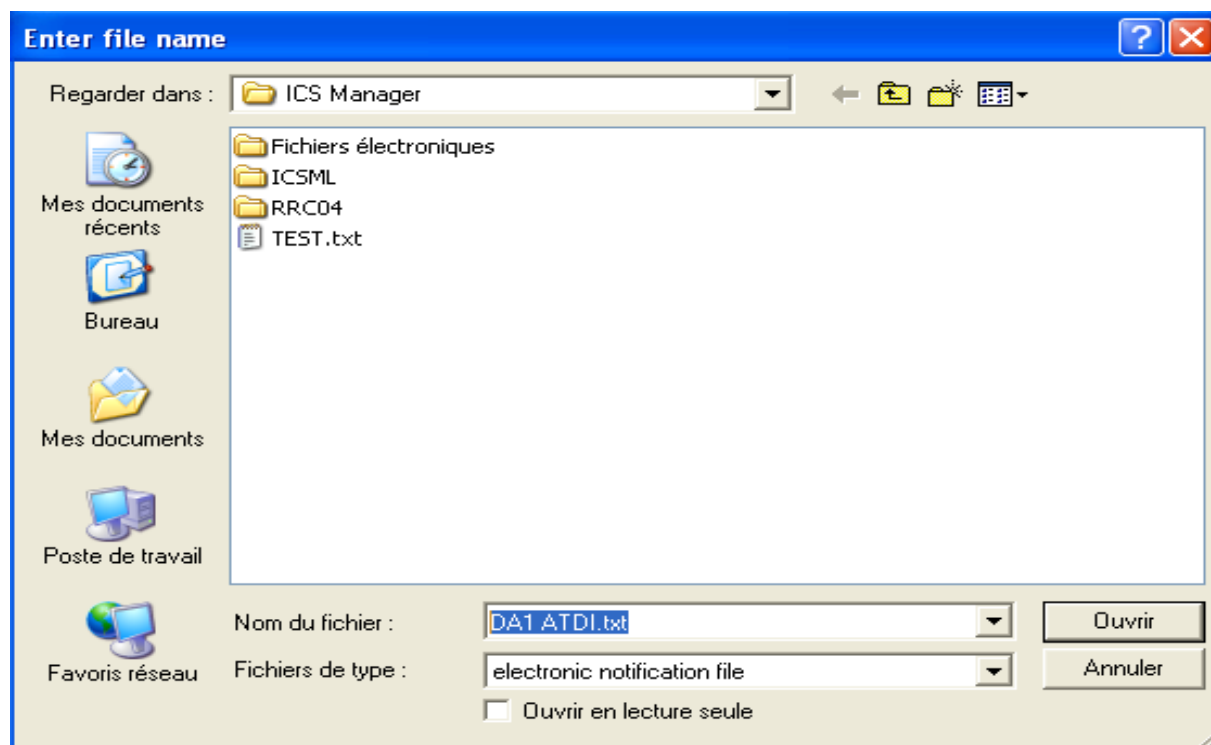 Enter file name
Regarder dans :
ICS Manager
Mes documents
récents
Bureau
Mes documents
Poste de travail
Favoris réseau
Fichiers électroniques
ICSML
RRC04
TEST.txt
Nom du fichier :
DA1 ATDI.txt
Ouvrir
Fichiers de type :
electronic notification file
Annuler
Ouvrir en lecture seule